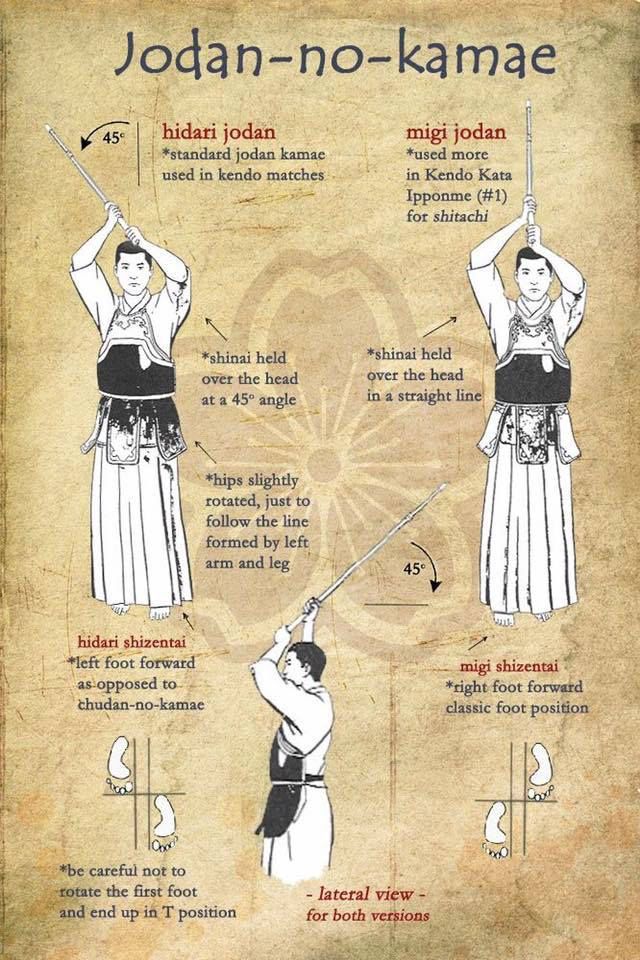 Jodan-no-kamae
45°
hidari jodan
*standard jodan kamae
used in kendo matches
migi jodan
*used more
in Kendo Kata
Ipponme (#1)
for shitachi
*shinai held
over the head
at a 45° angle
*shinai held
over the head
in a straight line
*hips slightly
rotated, just to
follow the line
formed by left
arm and leg
45°
hidari shizentai
*left foot forward
as opposed to
chudan-no-kamae
migi shizentai
*right foot forward
classic foot position
*be careful not to
rotate the first foot
and end up in T position
- lateral view -
for both versions